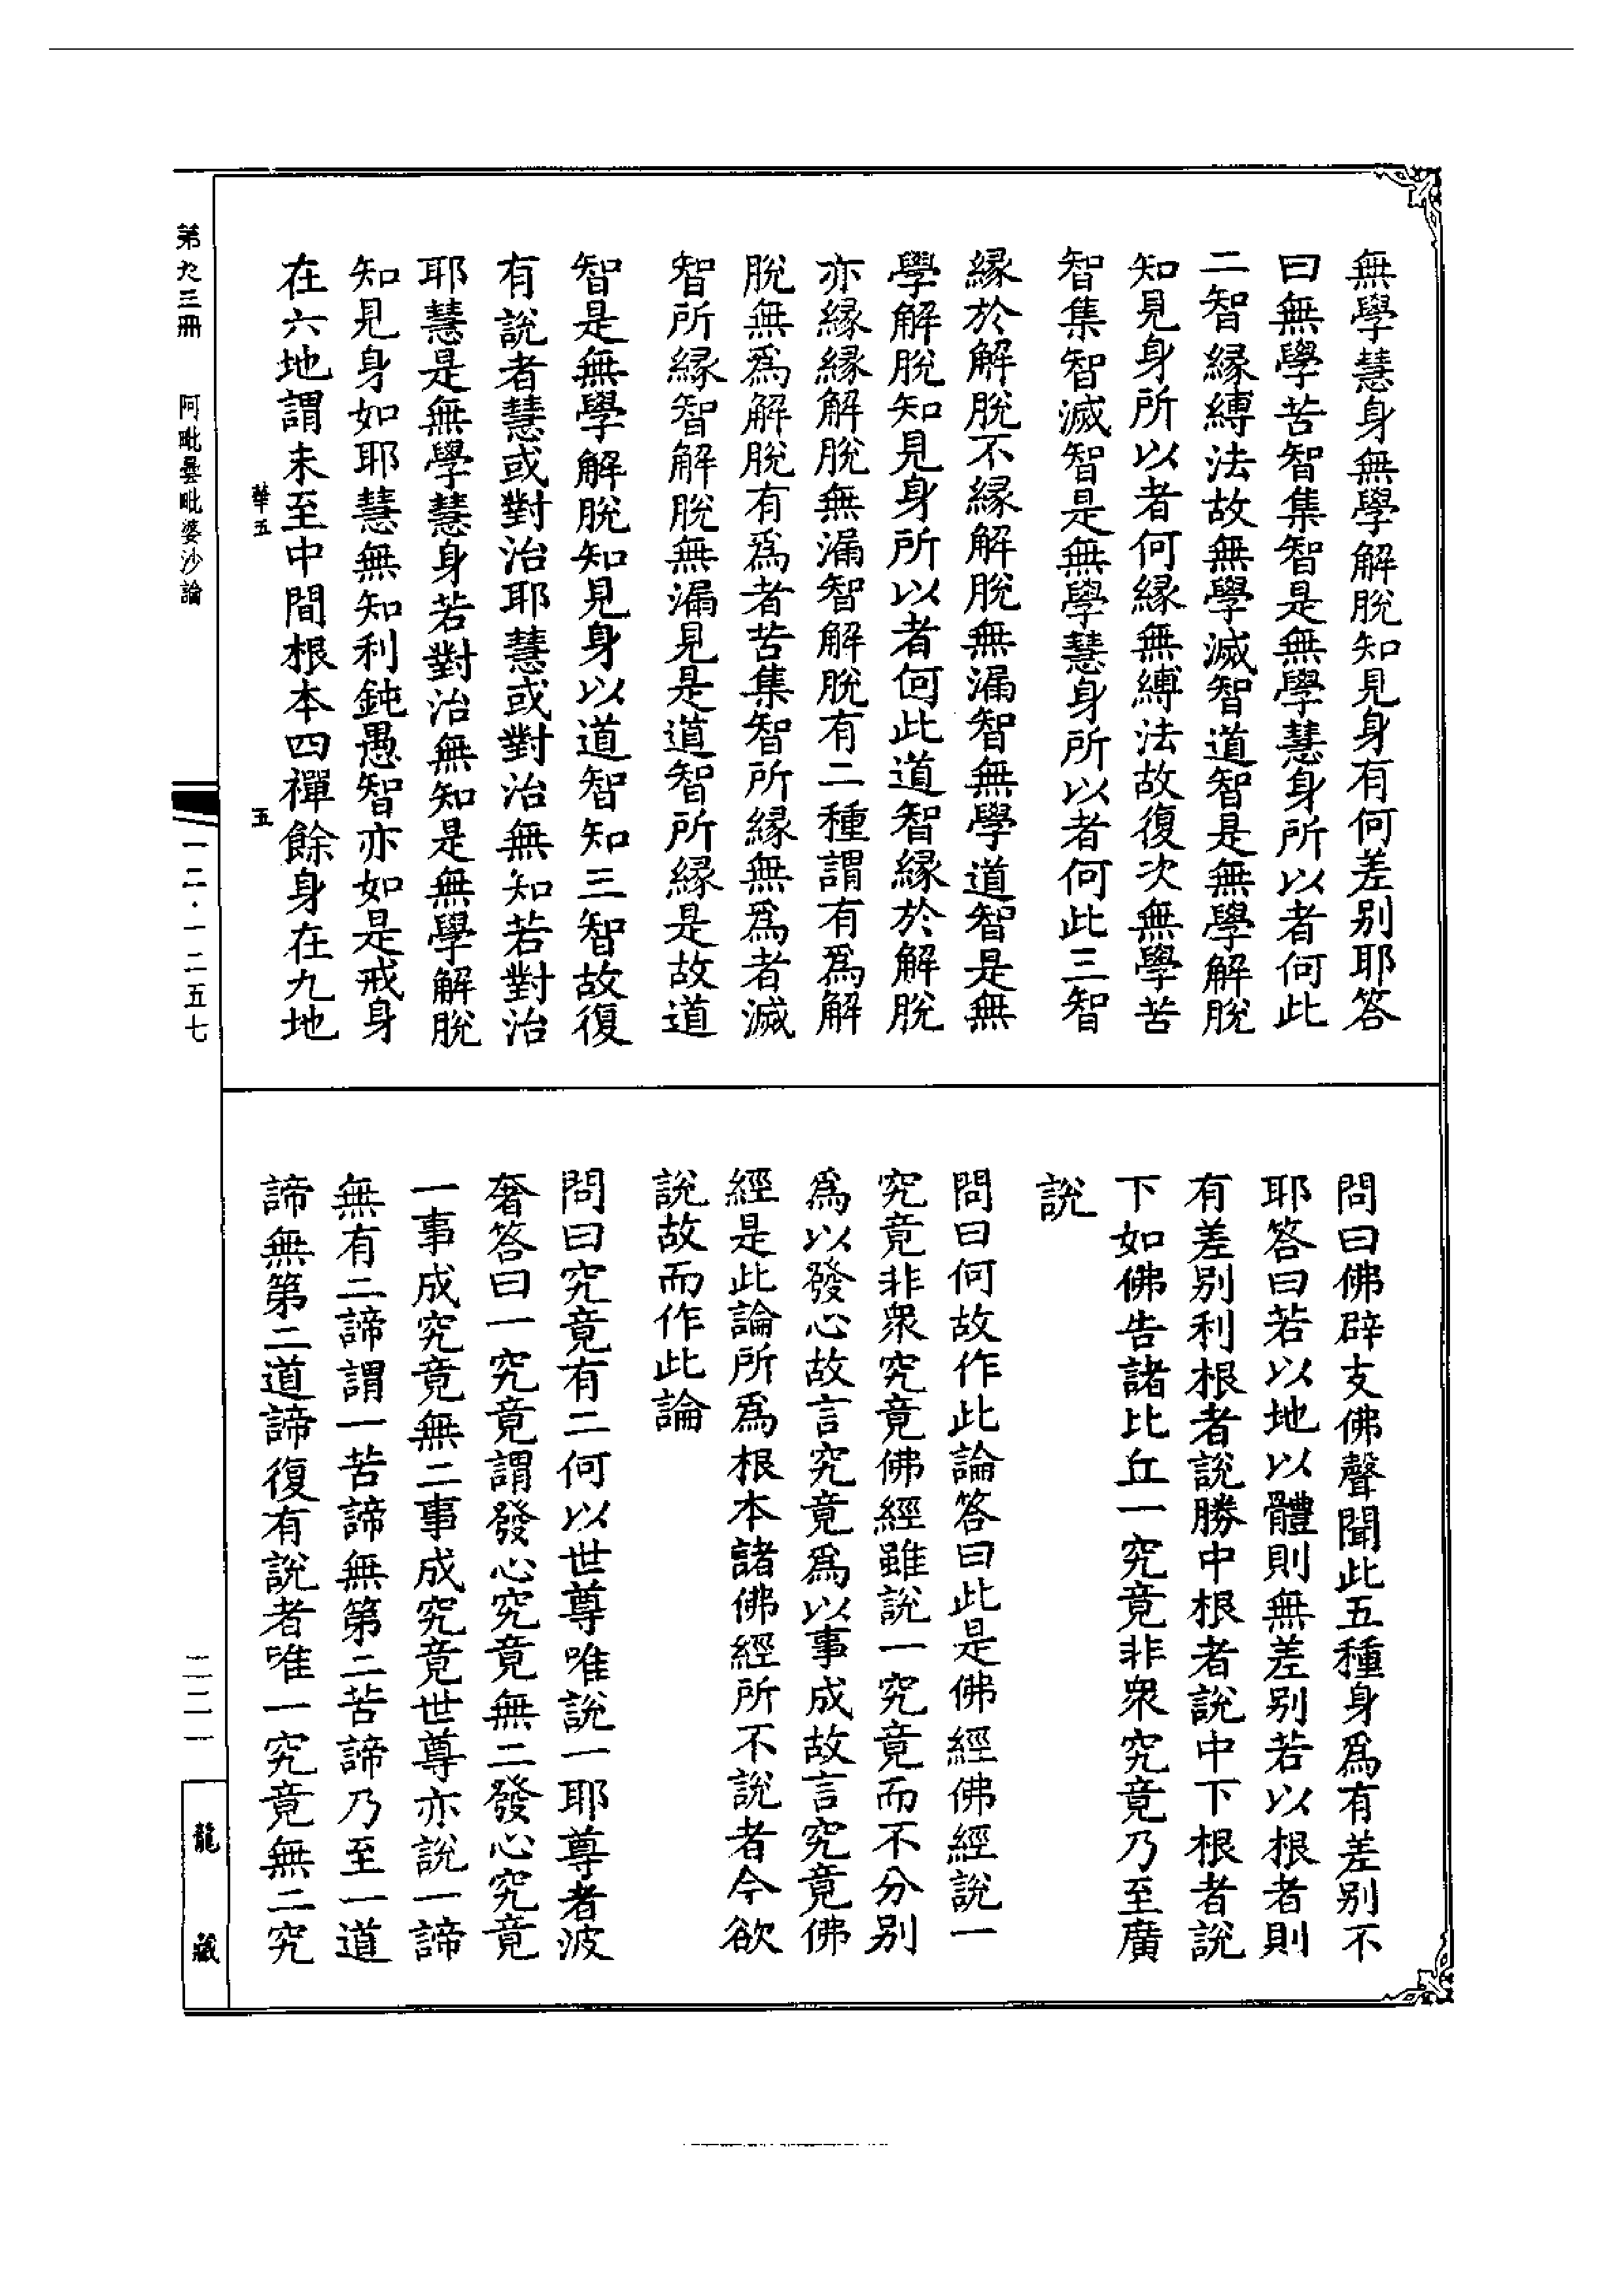 無學慧身無學解脫知見身有何差別耶答
曰無學苦智集智是無學慧身所以者何此
二智緣縛法故無學滅智道智是無學解脫
知見身所以者何緣無縛法故復次無學苦
智集智滅智是無學慧身所以者何此三智
緣於解脫不緣解脫無漏智無學道智是無
學解脫知見身所以者何此道智緣於解脫
亦緣緣解脫無漏智解脫有二種謂有爲解
脫無爲解脫有爲者苦集智所緣無爲者滅
智所緣智解脫無漏見是道智所緣是故道
智是無學解脫知見身以道智知三智故復
有說者慧或對治耶慧或對治無知若對治
耶慧是無學慧身若對治無知是無學解脫
知見身如耶慧無知利鈍愚智亦如是戒身
在六地謂未至中間根本四禪餘身在九地
華五
五
問曰佛辟支佛聲聞此五種身爲有差別不
耶答曰若以地以體則無差別若以根者則
有差別利根者說勝中根者說中下根者說
下如佛告諸比丘一究竟非衆究竟乃至廣
說
問曰何故作此論答曰此是佛經佛經說一
究竟非衆究竟佛經雖說一究竟而不分別
爲以發心故言究竟爲以事成故言究竟佛
經是此論所爲根本諸佛經所不說者今欲
說故而作此論
問曰究竟有二何以世尊唯說一耶尊者波
奢答曰一究竟謂發心究竟無二發心究竟
一事成究竟無二事成究竟世尊亦說一諦
無有二諦謂一苦諦無第二苦諦乃至一道
諦無第二道諦復有說者唯一究竟無二究
第九三冊 阿毗曇毗婆沙論
一二·一二五七
二二一
龍藏